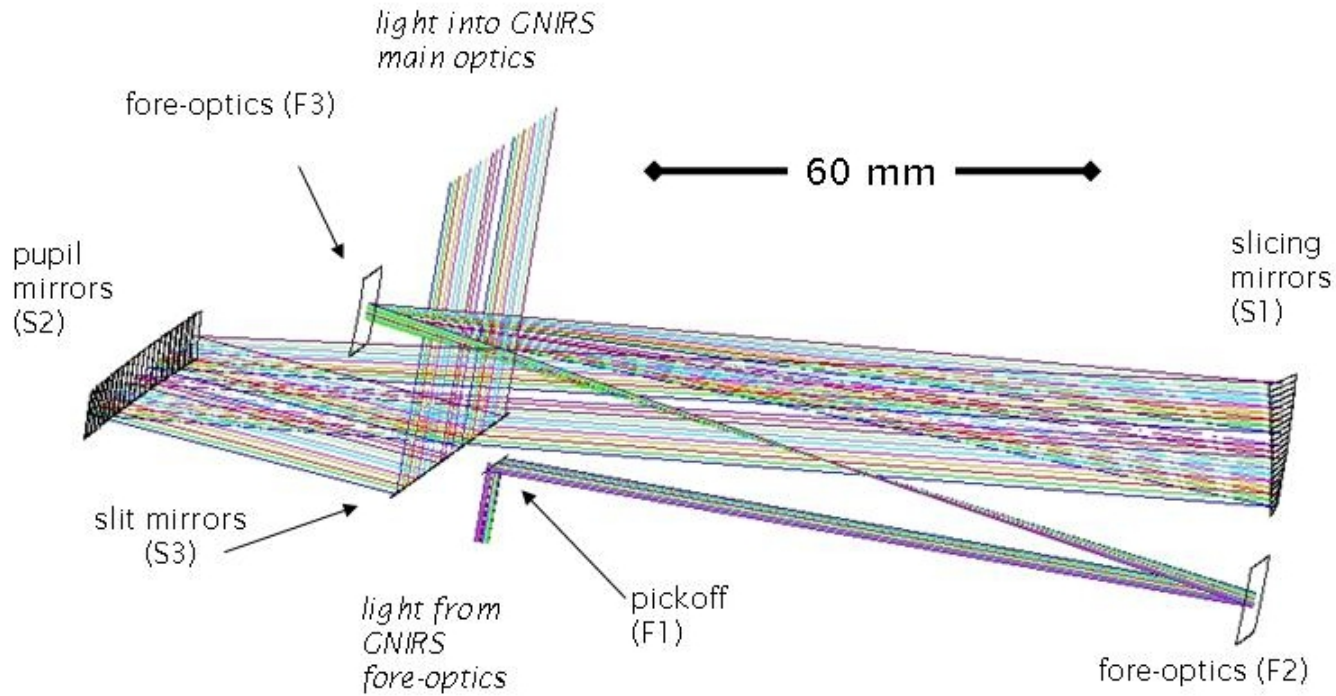 light into GNIRS
main optics
fore-optics (F3)
60 mm
pupil
mirrors
(S2)
slicing
mirrors
(S1)
slit mirrors
(S3)
light from
GNIRS
fore-optics
pickoff
(F1)
fore-optics (F2)